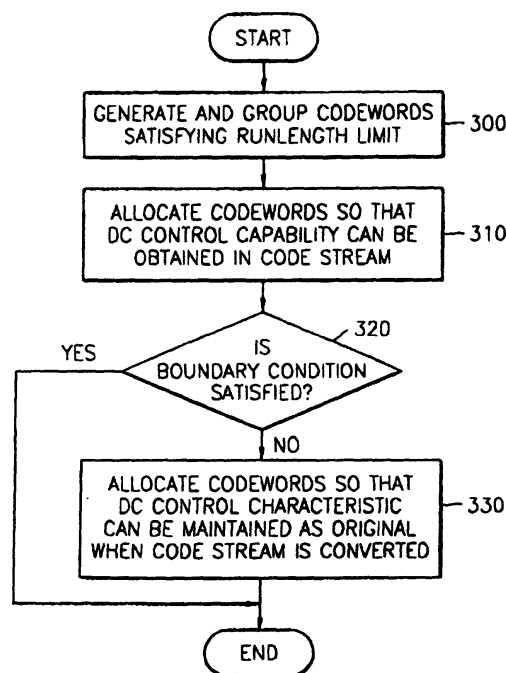 START
GENERATE AND GROUP CODEWORDS
SATISFYING RUNLENGTH LIMIT
300
ALLOCATE CODEWORDS SO THAT
DC CONTROL CAPABILITY CAN BE
OBTAINED IN CODE STREAM
310
320
YES
IS
BOUNDARY CONDITION
SATISFIED?
NO
ALLOCATE CODEWORDS SO THAT
DC CONTROL CHARACTERISTIC
CAN BE MAINTAINED AS ORIGINAL
WHEN CODE STREAM IS CONVERTED
330
END